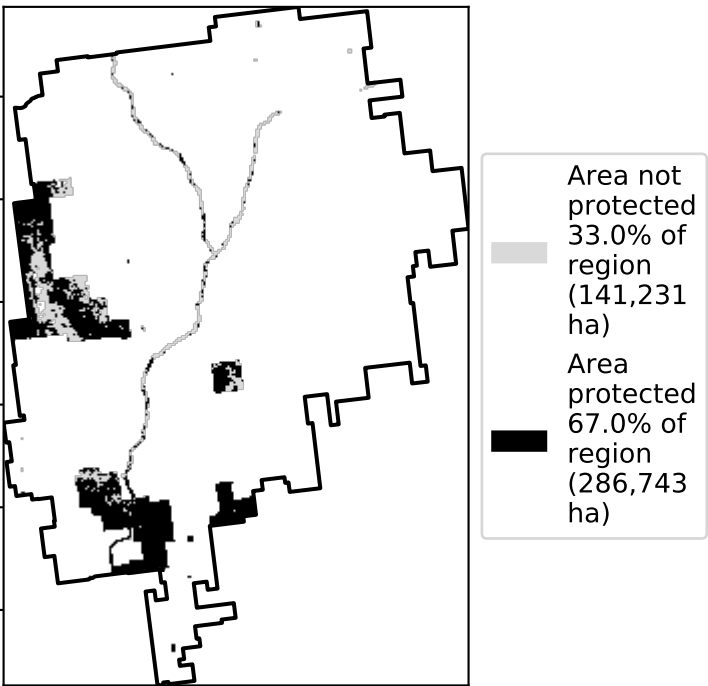 Area not
protected
33.0% of
region
(141,231
ha)
Area
protected
67.0% of
region
(286,743
ha)